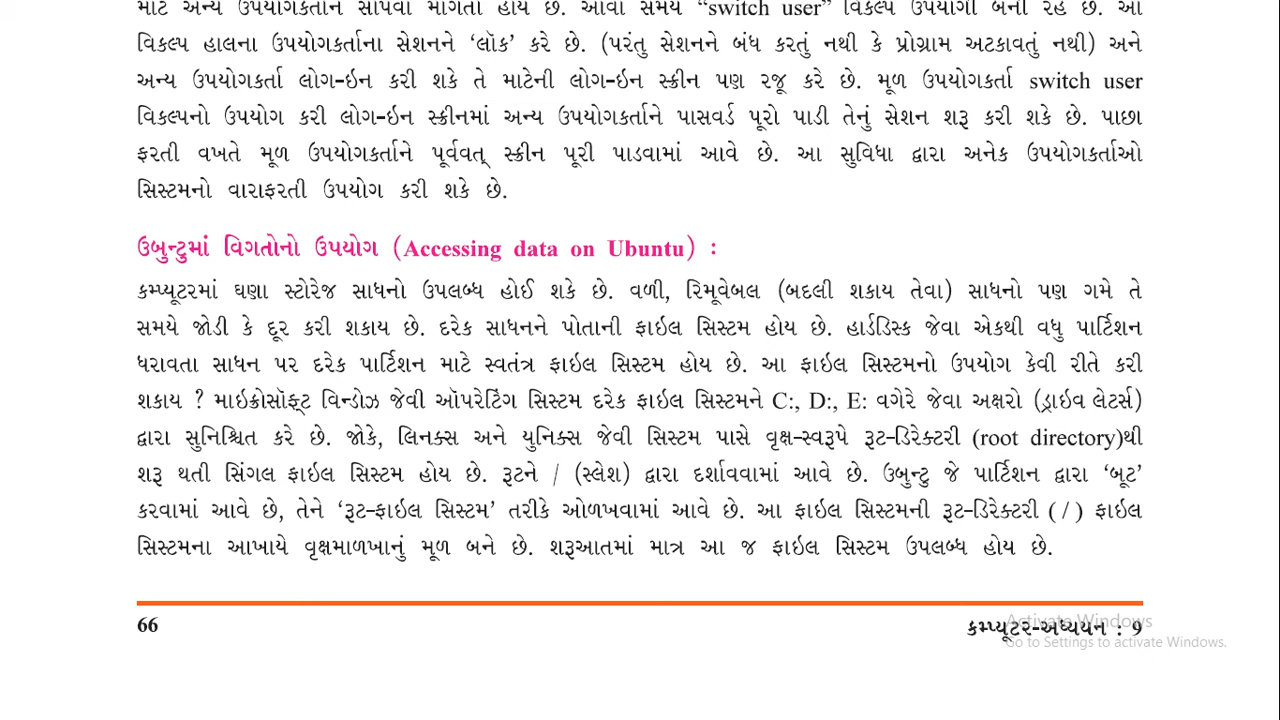 માટે અન્ય ઉપયોગકર્તાને સોંપવા માગતા હોય છે. આવા સમયે “switch user” વિકલ્પ ઉપયોગી બની રહે છે. આ
વિકલ્પ હાલના ઉપયોગકર્તાના સેશનને ‘લૉક’ કરે છે. (પરંતુ સેશનને બંધ કરતું નથી કે પ્રોગ્રામ અટકાવતું નથી) અને
અન્ય ઉપયોગકર્તા લોગ-ઇન કરી શકે તે માટેની લોગ-ઇન સ્ક્રીન પણ રજૂ કરે છે. મૂળ ઉપયોગકર્તા switch user
વિકલ્પનો ઉપયોગ કરી લોગ-ઇન સ્ક્રીનમાં અન્ય ઉપયોગકર્તાને પાસવર્ડ પૂરો પાડી તેનું સેશન શરૂ કરી શકે છે. પાછા
ફરતી વખતે મૂળ ઉપયોગકર્તાને પૂર્વવત્ સ્ક્રીન પૂરી પાડવામાં આવે છે. આ સુવિધા દ્વારા અનેક ઉપયોગકર્તાઓ
સિસ્ટમનો વારાફરતી ઉપયોગ કરી શકે છે.
ઉબુન્ટુમાં વિગતોનો ઉપયોગ (Accessing data on Ubuntu) :
કમ્પ્યૂટરમાં ઘણા સ્ટોરેજ સાધનો ઉપલબ્ધ હોઈ શકે છે. વળી, રિમૂવેબલ (બદલી શકાય તેવા) સાધનો પણ ગમે તે
સમયે જોડી કે દૂર કરી શકાય છે. દરેક સાધનને પોતાની ફાઇલ સિસ્ટમ હોય છે. હાર્ડડિસ્ક જેવા એકથી વધુ પાર્ટિશન
ધરાવતા સાધન પર દરેક પાર્ટિશન માટે સ્વતંત્ર ફાઇલ સિસ્ટમ હોય છે. આ ફાઇલ સિસ્ટમનો ઉપયોગ કેવી રીતે કરી
શકાય ? માઇક્રોસૉફ્ટ વિન્ડોઝ જેવી ઑપરેટિંગ સિસ્ટમ દરેક ફાઇલ સિસ્ટમને C:, D:, E: વગેરે જેવા અક્ષરો (ડ્રાઇવ લેટર્સ)
દ્વારા સુનિશ્ચિત કરે છે. જોકે, લિનક્સ અને યુનિક્સ જેવી સિસ્ટમ પાસે વૃક્ષ-સ્વરૂપે રૂટ-ડિરેક્ટરી (root directory)થી
શરૂ થતી સિંગલ ફાઇલ સિસ્ટમ હોય છે. રૂટને / (સ્લેશ) દ્વારા દર્શાવવામાં આવે છે. ઉબુન્ટુ જે પાર્ટિશન દ્વારા ‘બૂટ’
કરવામાં આવે છે, તેને ‘રૂટ-ફાઇલ સિસ્ટમ’ તરીકે ઓળખવામાં આવે છે. આ ફાઇલ સિસ્ટમની રૂટ-ડિરેક્ટરી ( / ) ફાઇલ
સિસ્ટમના આખાયે વૃક્ષમાળખાનું મૂળ બને છે. શરૂઆતમાં માત્ર આ જ ફાઇલ સિસ્ટમ ઉપલબ્ધ હોય છે.
66
કમ્પ્યૂટર-અધ્યયન : 9
Activate Windows
Go to Settings to activate Windows.